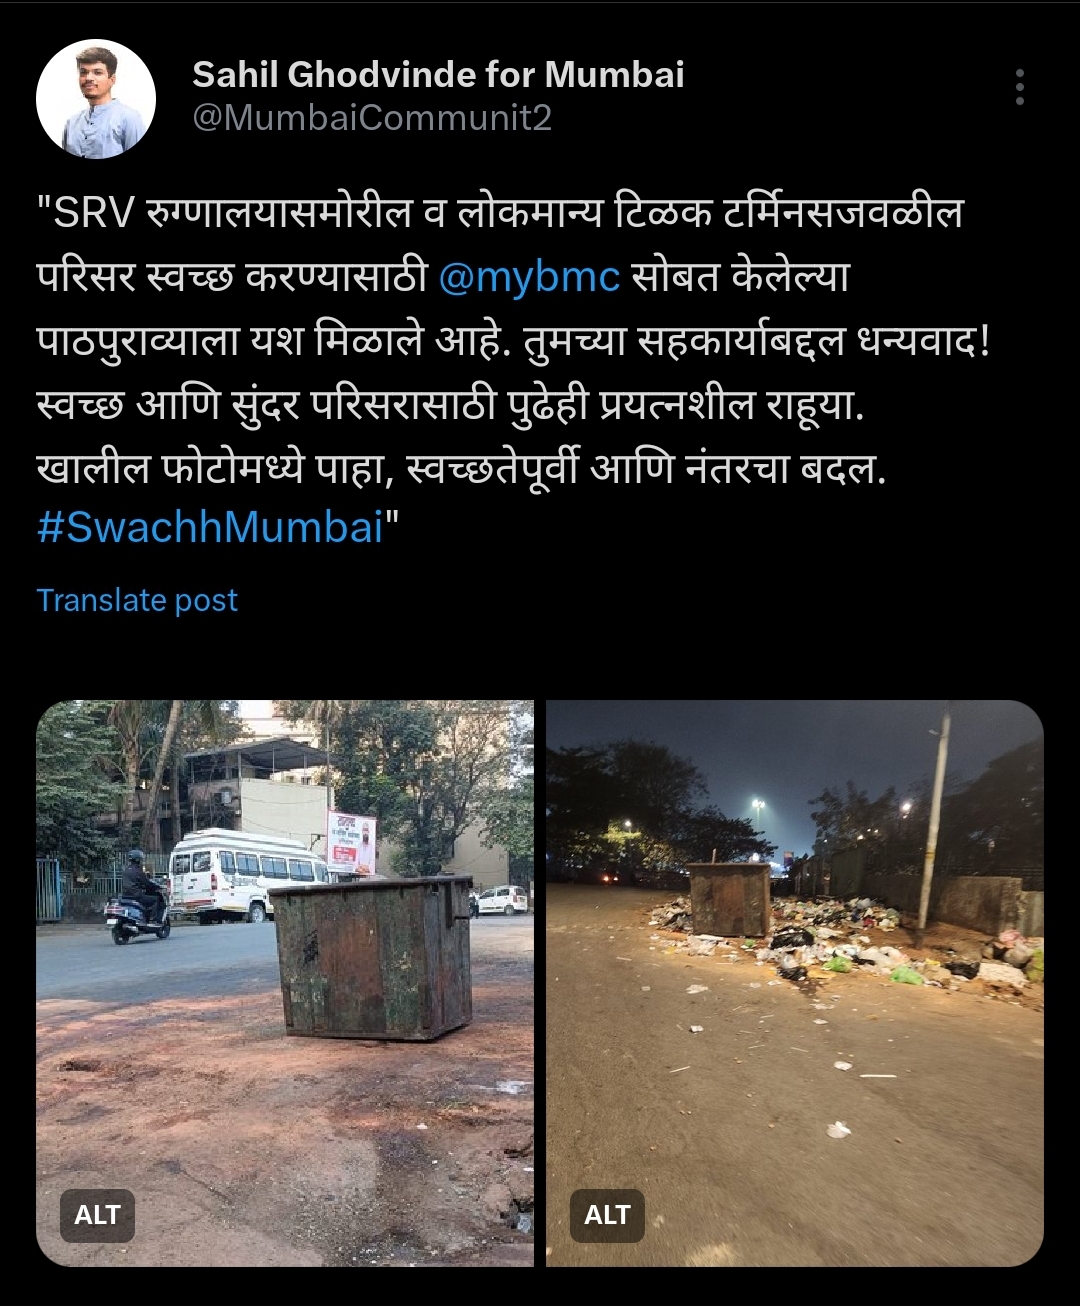 Sahil Ghodvinde for Mumbai
@MumbaiCommunit2
"SRV रुग्णालयासमोरील व लोकमान्य टिळक टर्मिनसजवळील
परिसर स्वच्छ करण्यासाठी @mybmc सोबत केलेल्या
पाठपुराव्याला यश मिळाले आहे. तुमच्या सहकार्याबद्दल धन्यवाद!
स्वच्छ आणि सुंदर परिसरासाठी पुढेही प्रयत्नशील राहूया.
खालील फोटोमध्ये पाहा, स्वच्छतेपूर्वी आणि नंतरचा बदल.
#SwachhMumbai"
Translate post
ALT
ALT